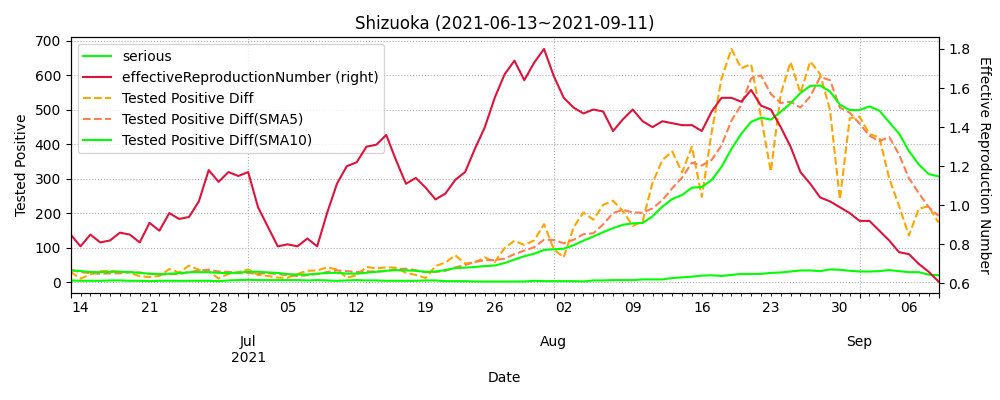 Shizuoka (2021-06-13~2021-09-11)
serious
effectiveReproductionNumber (right)
Tested Positive Diff
Tested Positive Diff(SMA5)
Tested Positive Diff(SMA10)
Tested Positive
700
600
500
400
300
200
100
0
1.8
1.6
1.4
1.2
1.0
0.8
0.6
Effective Reproduction Number
14 21 28 05 12 19 26 02 09 16 23 30 06
Jul Aug Sep
2021
Date